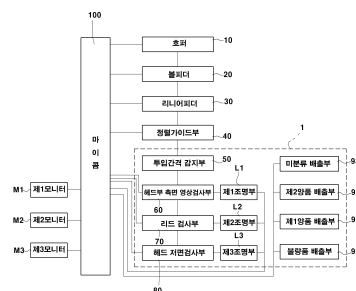 100
호퍼
10
볼피더
20
리니어피더
30
정렬가이드부
40
마이콤
1
투입간격 감지부
50
L1
미분류 배출부
9
헤드부 측면 영상검사부
60
제1조명부
제2양품 배출부
9
M1
제1모니터
L2
리드 검사부
70
제2조명부
제1양품 배출부
9
M2
제2모니터
L3
헤드 저면검사부
80
제3조명부
불량품 배출부
9
M3
제3모니터